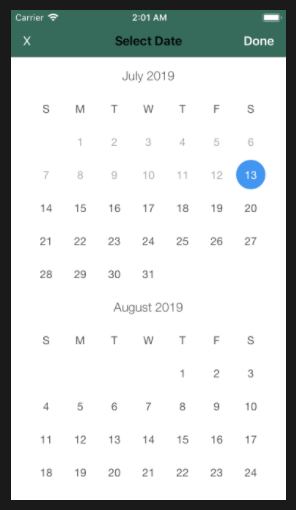 Carrier 2:01 AM
X Select Date Done
July 2019
S M T W T F S
1 2 3 4 5 6
7 8 9 10 11 12 13
14 15 16 17 18 19 20
21 22 23 24 25 26 27
28 29 30 31
August 2019
S M T W T F S
1 2 3
4 5 6 7 8 9 10
11 12 13 14 15 16 17
18 19 20 21 22 23 24